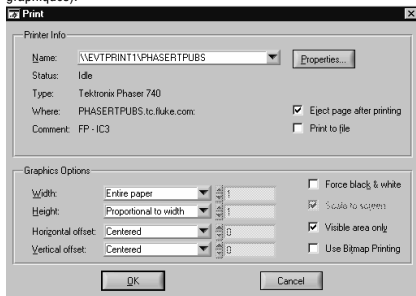 graphiques).
Print
Printer Info
Name: \\EVTPRINT1\PHASERTPUBS Properties...
Status: Idle
Type: Tektronix Phaser 740
Where: PHASERTPUBS.tc.fluke.com: Eject page after printing
Comment: FP - IC3 Print to file
Graphics Options
Width: Entire paper 1 Force black & white
Height: Proportional to width 1 Scale to screen
Horizontal offset: Centered 0 Visible area only
Vertical offset: Centered 0 Use Bitmap Printing
OK Cancel